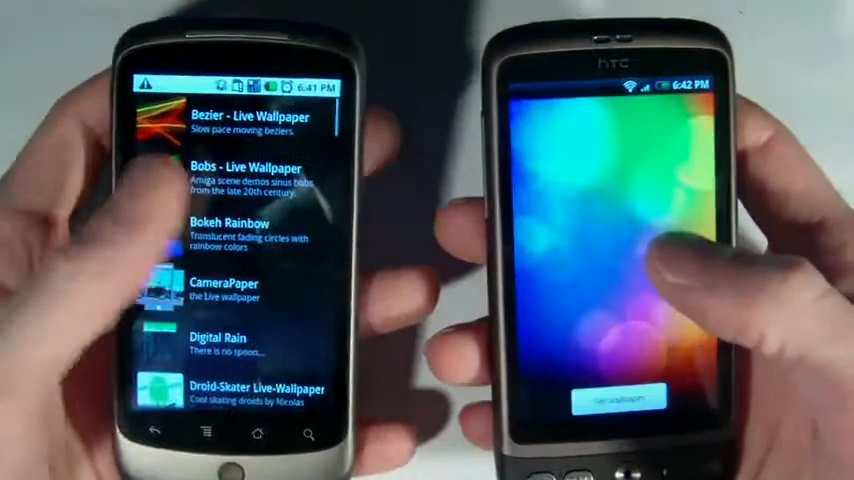 6:41 PM
Bezier - Live Wallpaper
Slow pace moving beziers.
Bobs - Live Wallpaper
Amiga scene demos sinus bobs
from the late 20th century.
Bokeh Rainbow
Translucent fading circles with
rainbow colors
CameraPaper
the Live wallpaper
Digital Rain
There is no spoon...
Droid-Skater Live-Wallpaper
Cool skating droids by Nicolas
hTC
6:42 PM
Set wallpaper